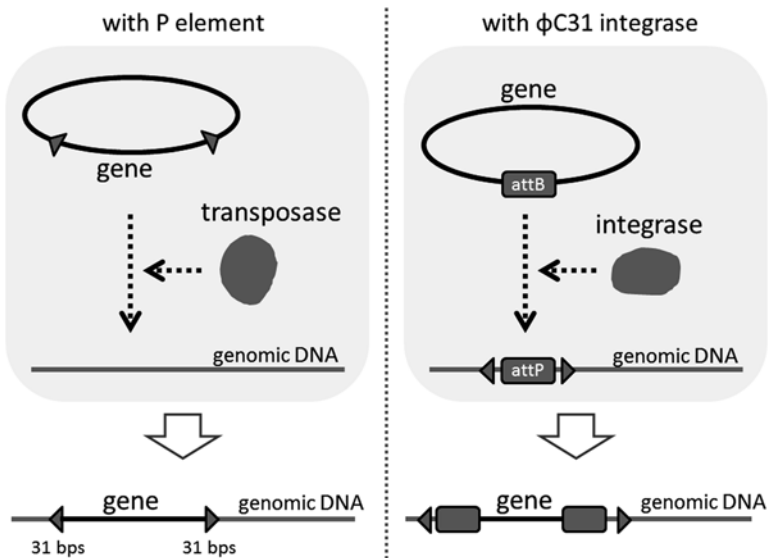 with P element
gene
transposase
genomic DNA
gene
genomic DNA
31 bps
31 bps
with ϕC31 integrase
gene
attB
integrase
genomic DNA
attP
gene
genomic DNA